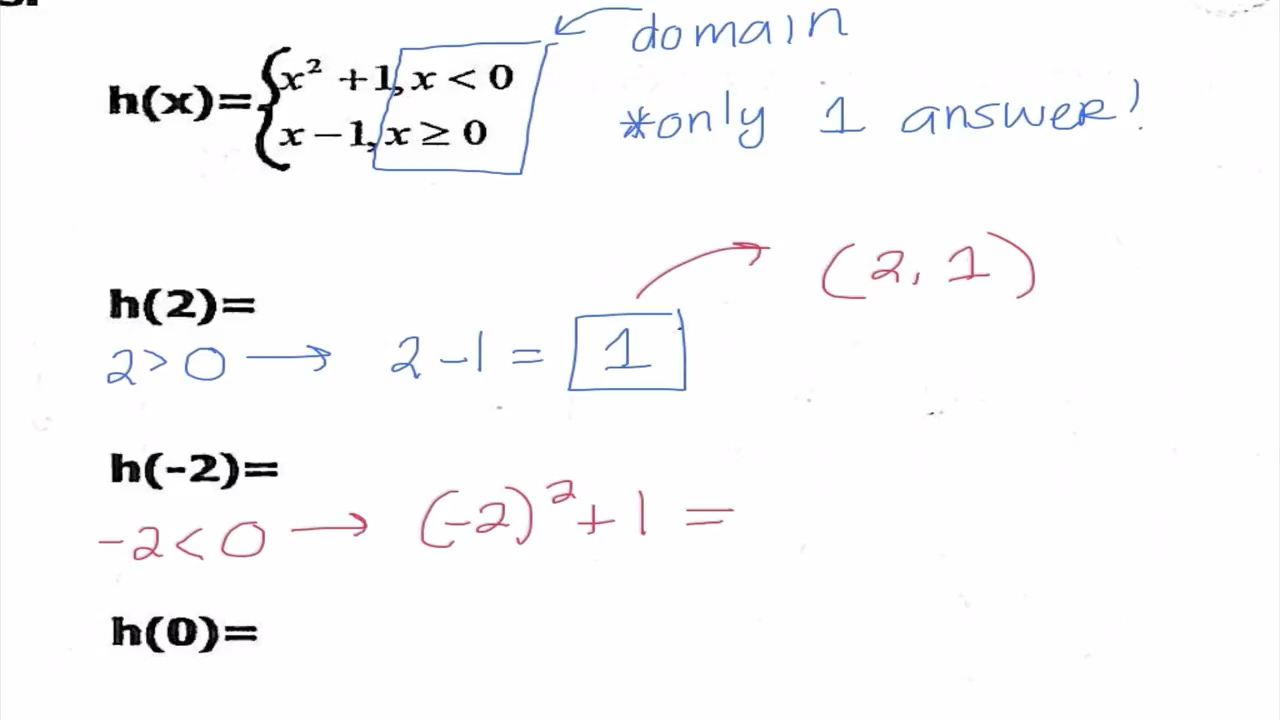 domain
h(x)= { x² + 1, x < 0
x − 1, x ≥ 0
*only 1 answer!
(2, 1)
h(2)=
2 > 0 → 2 - 1 = 1
h(-2)=
-2 < 0 → (-2)² + 1 =
h(0)=